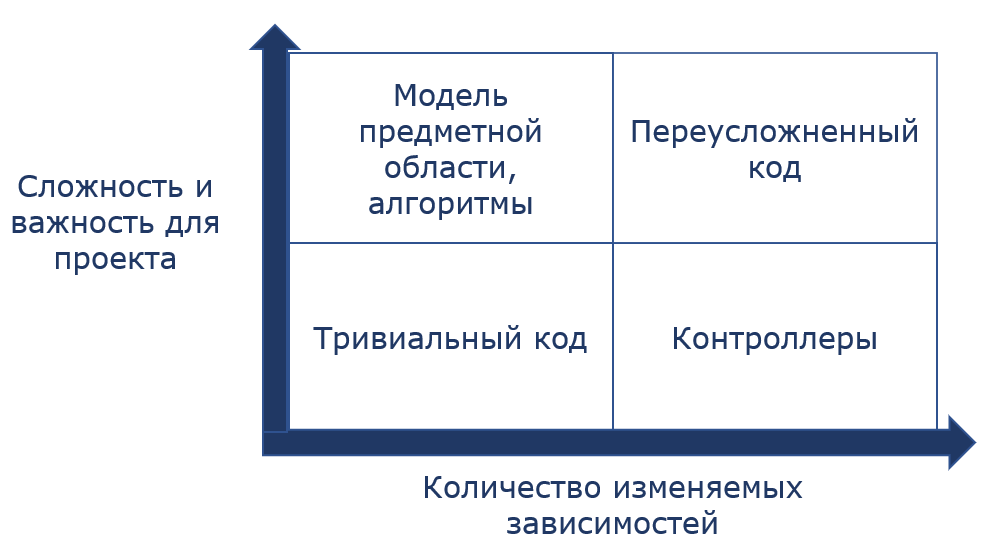 Модель
предметной
области,
алгоритмы
Переусложненный
код
Сложность и
важность для
проекта
Тривиальный код
Контроллеры
Количество изменяемых
зависимостей